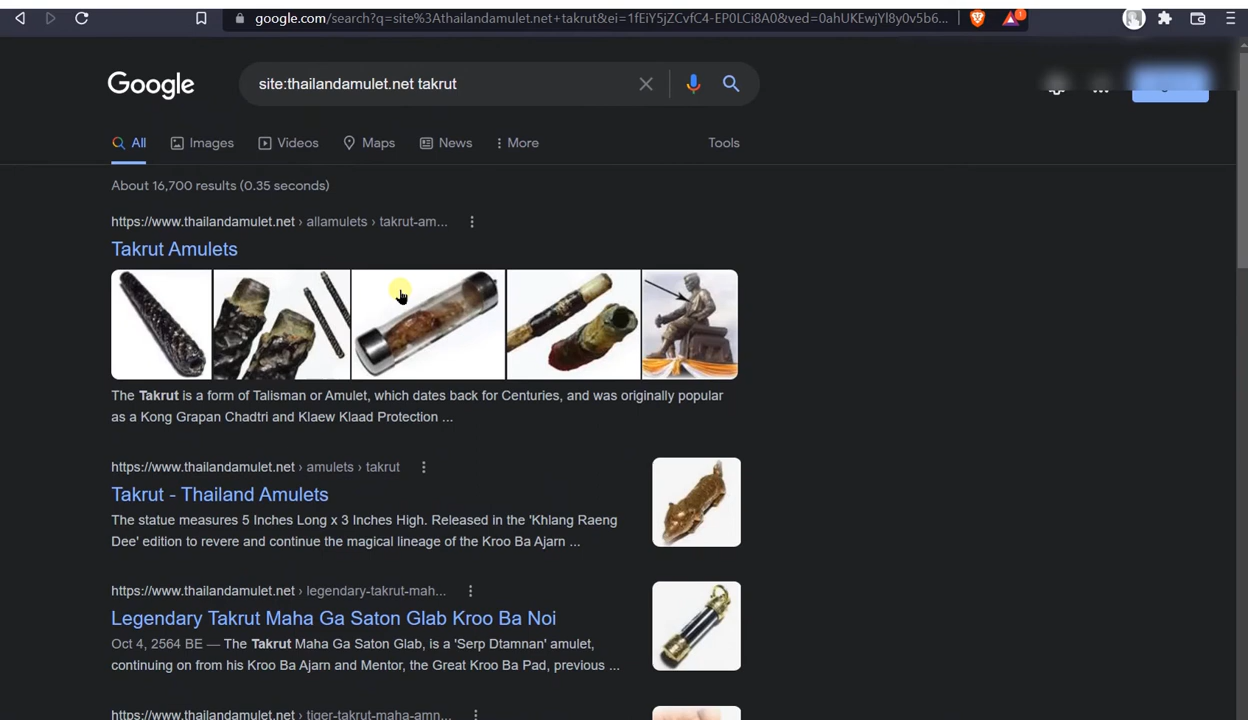 google.com/search?q=site%3Athailandamulet.net+takrut&ei=1fEiY5jZCvfC4-EP0LCi8A0&ved=0ahUKEwjYl8y0v5b6...
1
Google
site:thailandamulet.net takrut
All
Images
Videos
Maps
News
More
Tools
About 16,700 results (0.35 seconds)
https://www.thailandamulet.net › allamulets › takrut-am...
Takrut Amulets
The Takrut is a form of Talisman or Amulet, which dates back for Centuries, and was originally popular
as a Kong Grapan Chadtri and Klaew Klaad Protection ...
https://www.thailandamulet.net › amulets › takrut
Takrut - Thailand Amulets
The statue measures 5 Inches Long x 3 Inches High. Released in the 'Khlang Raeng
Dee' edition to revere and continue the magical lineage of the Kroo Ba Ajarn ...
https://www.thailandamulet.net › legendary-takrut-mah...
Legendary Takrut Maha Ga Saton Glab Kroo Ba Noi
Oct 4, 2564 BE — The Takrut Maha Ga Saton Glab, is a 'Serp Dtamnan' amulet,
continuing on from his Kroo Ba Ajarn and Mentor, the Great Kroo Ba Pad, previous ...
https://www.thailandamulet.net › tiger-takrut-maha-amn...